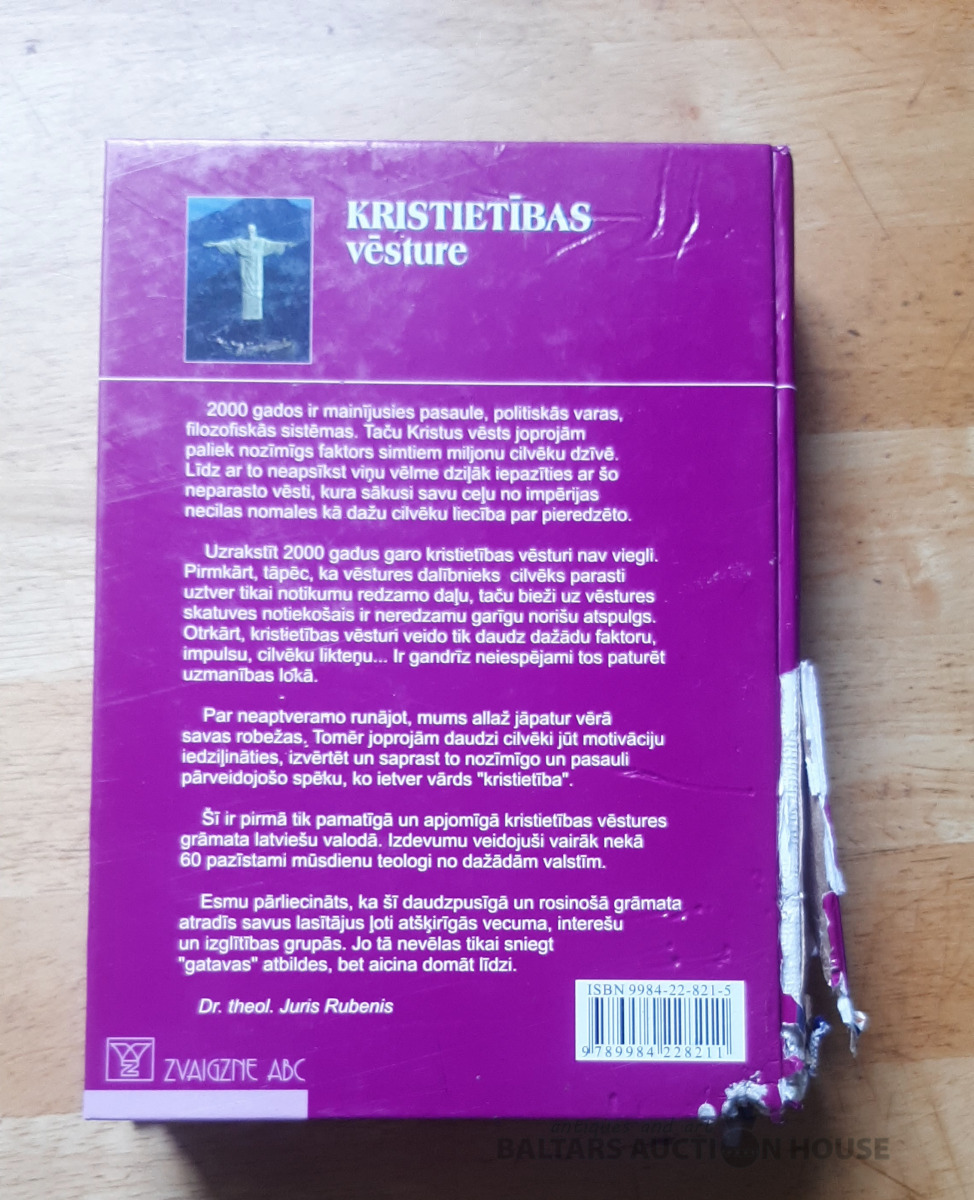 KRISTIETĪBAS
vēsture
2000 gados ir mainījusies pasaule, politiskās varas,
filozofiskās sistēmas. Taču Kristus vēsts joprojām
paliek nozīmīgs faktors simtiem miljonu cilvēku dzīvē.
Līdz ar to neapsīkst viņu vēlme dziļāk iepazīties ar šo
neparasto vēsti, kura sākusi savu ceļu no impērijas
necilas nomales kā dažu cilvēku liecība par pieredzēto.
Uzrakstīt 2000 gadus garo kristietības vēsturi nav viegli.
Pirmkārt, tāpēc, ka vēstures dalībnieks cilvēks parasti
uztver tikai notikumu redzamo daļu, taču bieži uz vēstures
skatuves notiekošais ir neredzamu garīgu norišu atspulgs.
Otrkārt, kristietības vēsturi veido tik daudz dažādu faktoru,
impulsu, cilvēku likteņu... Ir gandrīz neiespējami tos paturēt
uzmanības lokā.
Par neaptveramo runājot, mums allaž jāpatur vērā
savas robežas. Tomēr joprojām daudzi cilvēki jūt motivāciju
iedziļināties, izvērtēt un saprast to nozīmīgo un pasauli
pārveidojošo spēku, ko ietver vārds "kristietība".
Šī ir pirmā tik pamatīgā un apjomīgā kristietības vēstures
grāmata latviešu valodā. Izdevumu veidojuši vairāk nekā
60 pazīstami mūsdienu teologi no dažādām valstīm.
Esmu pārliecināts, ka šī daudzpusīgā un rosinošā grāmata
atradīs savus lasītājus ļoti atšķirīgās vecuma, interešu
un izglītības grupās. Jo tā nevēlas tikai sniegt
"gatavas" atbildes, bet aicina domāt līdzi.
Dr. theol. Juris Rubenis
ISBN 9984-22-821-5
9 789984 228211
ZVAIGZNE ABC
antiques and
BALTARS AUCTION HOUSE